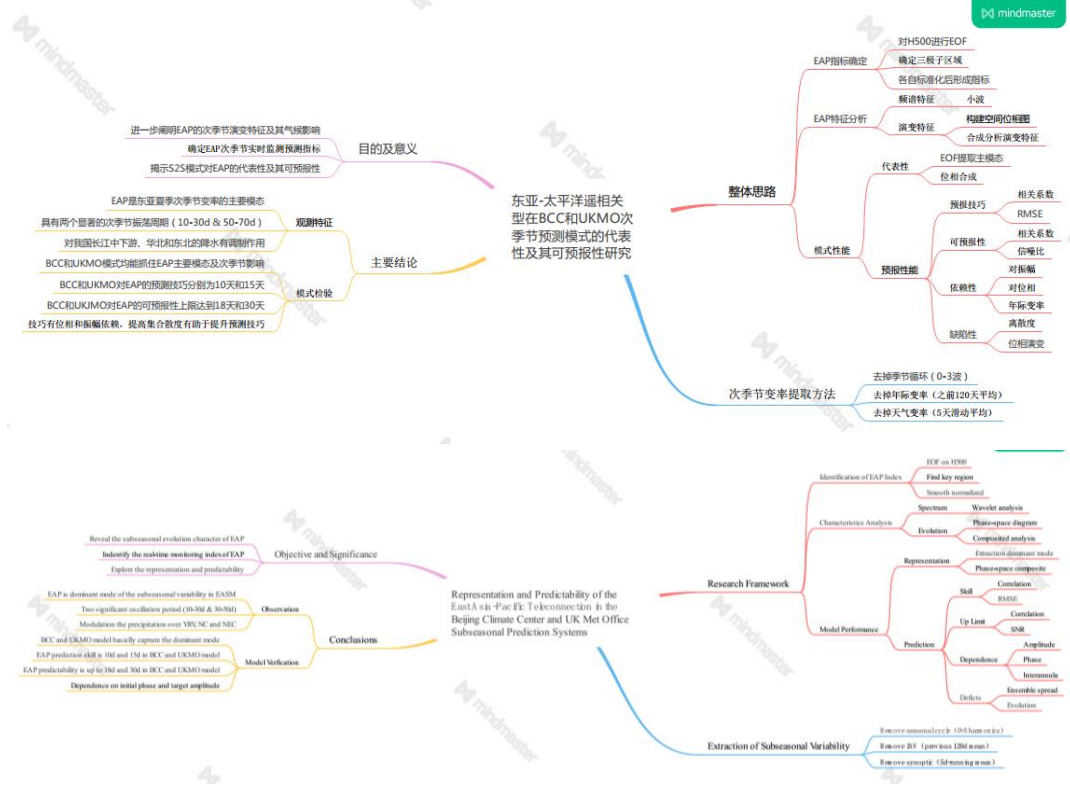 mindmaster
进一步阐明EAP的次季节演变特征及其气候影响
确定EAP次季节实时监测预测指标
揭示S2S模式对EAP的代表性及其可预报性
目的及意义
EAP是东亚夏季次季节变率的主要模态
具有两个显著的次季节振荡周期（10-30d & 50-70d）
对我国长江中下游、华北和东北的降水有调制作用
观测特征
BCC和UKMO模式均能抓住EAP主要模态及次季节影响
BCC和UKMO对EAP的预测技巧分别为10天和15天
BCC和UKJMO对EAP的可预报性上限达到18天和30天
技巧有位相和振幅依赖，提高集合散度有助于提升预测技巧
模式检验
主要结论
东亚-太平洋遥相关
型在BCC和UKMO次
季节预测模式的代表
性及其可预报性研究
整体思路
EAP指标确定
对H500进行EOF
确定三极子区域
各自标准化后形成指标
EAP特征分析
频谱特征
小波
演变特征
构建空间位相图
合成分析演变特征
模式性能
代表性
EOF提取主模态
位相合成
预报性能
预报技巧
相关系数
RMSE
可预报性
相关系数
信噪比
依赖性
对振幅
对位相
年际变率
缺陷性
离散度
位相演变
次季节变率提取方法
去掉季节循环（0-3波）
去掉年际变率（之前120天平均）
去掉天气变率（5天滑动平均）
Reveal the subseasonal evolution character of EAP
Indentify the real-time monitoring index of EAP
Explore the representation and predictability
Objective and Significance
EAP is dominant mode of the subseasonal variability in EASM
Two significant oscillation period (10-30d & 30-50d)
Modulation the precipitation over YRV, NC and NEC
Observation
BCC and UKMO model basiclly capture the dominant mode
EAP prediction skill is 10d and 15d in BCC and UKMO model
EAP predictability is up to 18d and 30d in BCC and UKMO model
Dependence on initial phase and target amplitude
Model Verfication
Conclusions
Representation and Predictability of the
East Asia-Pacific Teleconnection in the
Beijing Climate Center and UK Met Office
Subseasonal Prediction Systems
Research Framework
Identification of EAP Index
EOF on H500
Find key region
Smooth normalized
Characteristics Analysis
Spectrum
Wavelet analysis
Evolution
Phase-space diagram
Composited analysis
Model Performance
Representation
Extraction dominant mode
Phase-space composite
Prediction
Skill
Correlation
RMSE
Up Limit
Correlation
SNR
Dependence
Amplitude
Phase
Interannula
Deficts
Ensemble spread
Evolution
Extraction of Subseasonal Variability
Remove seasonal cycle (0-3 harmonics)
Remove IAV (previous 120d mean)
Remove synoptic (5d-running mean)